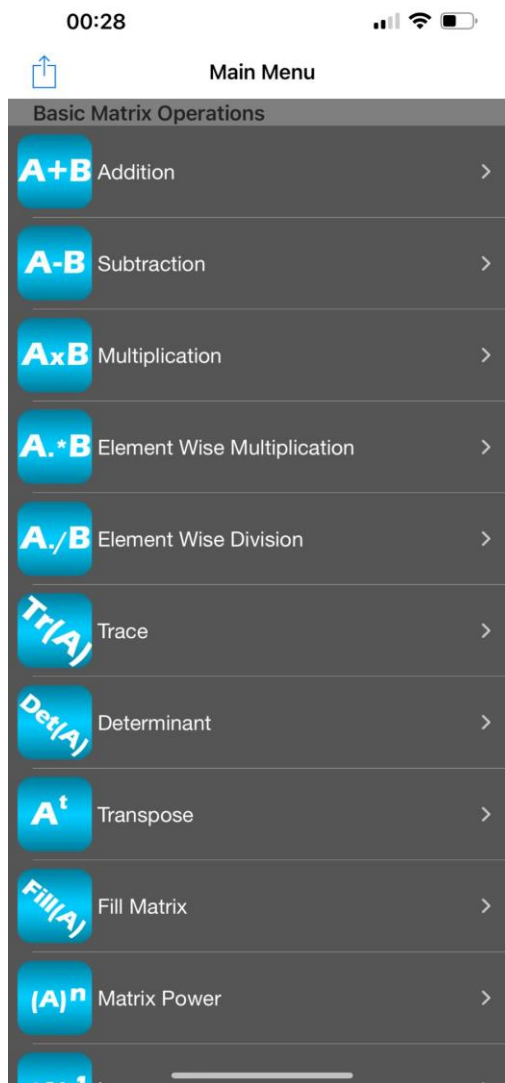 00:28
Main Menu
Basic Matrix Operations
A+B Addition
A-B Subtraction
AxB Multiplication
A.*B Element Wise Multiplication
A./B Element Wise Division
Tr(A) Trace
Det(A) Determinant
Aᵗ Transpose
Fill(A) Fill Matrix
(A)ⁿ Matrix Power